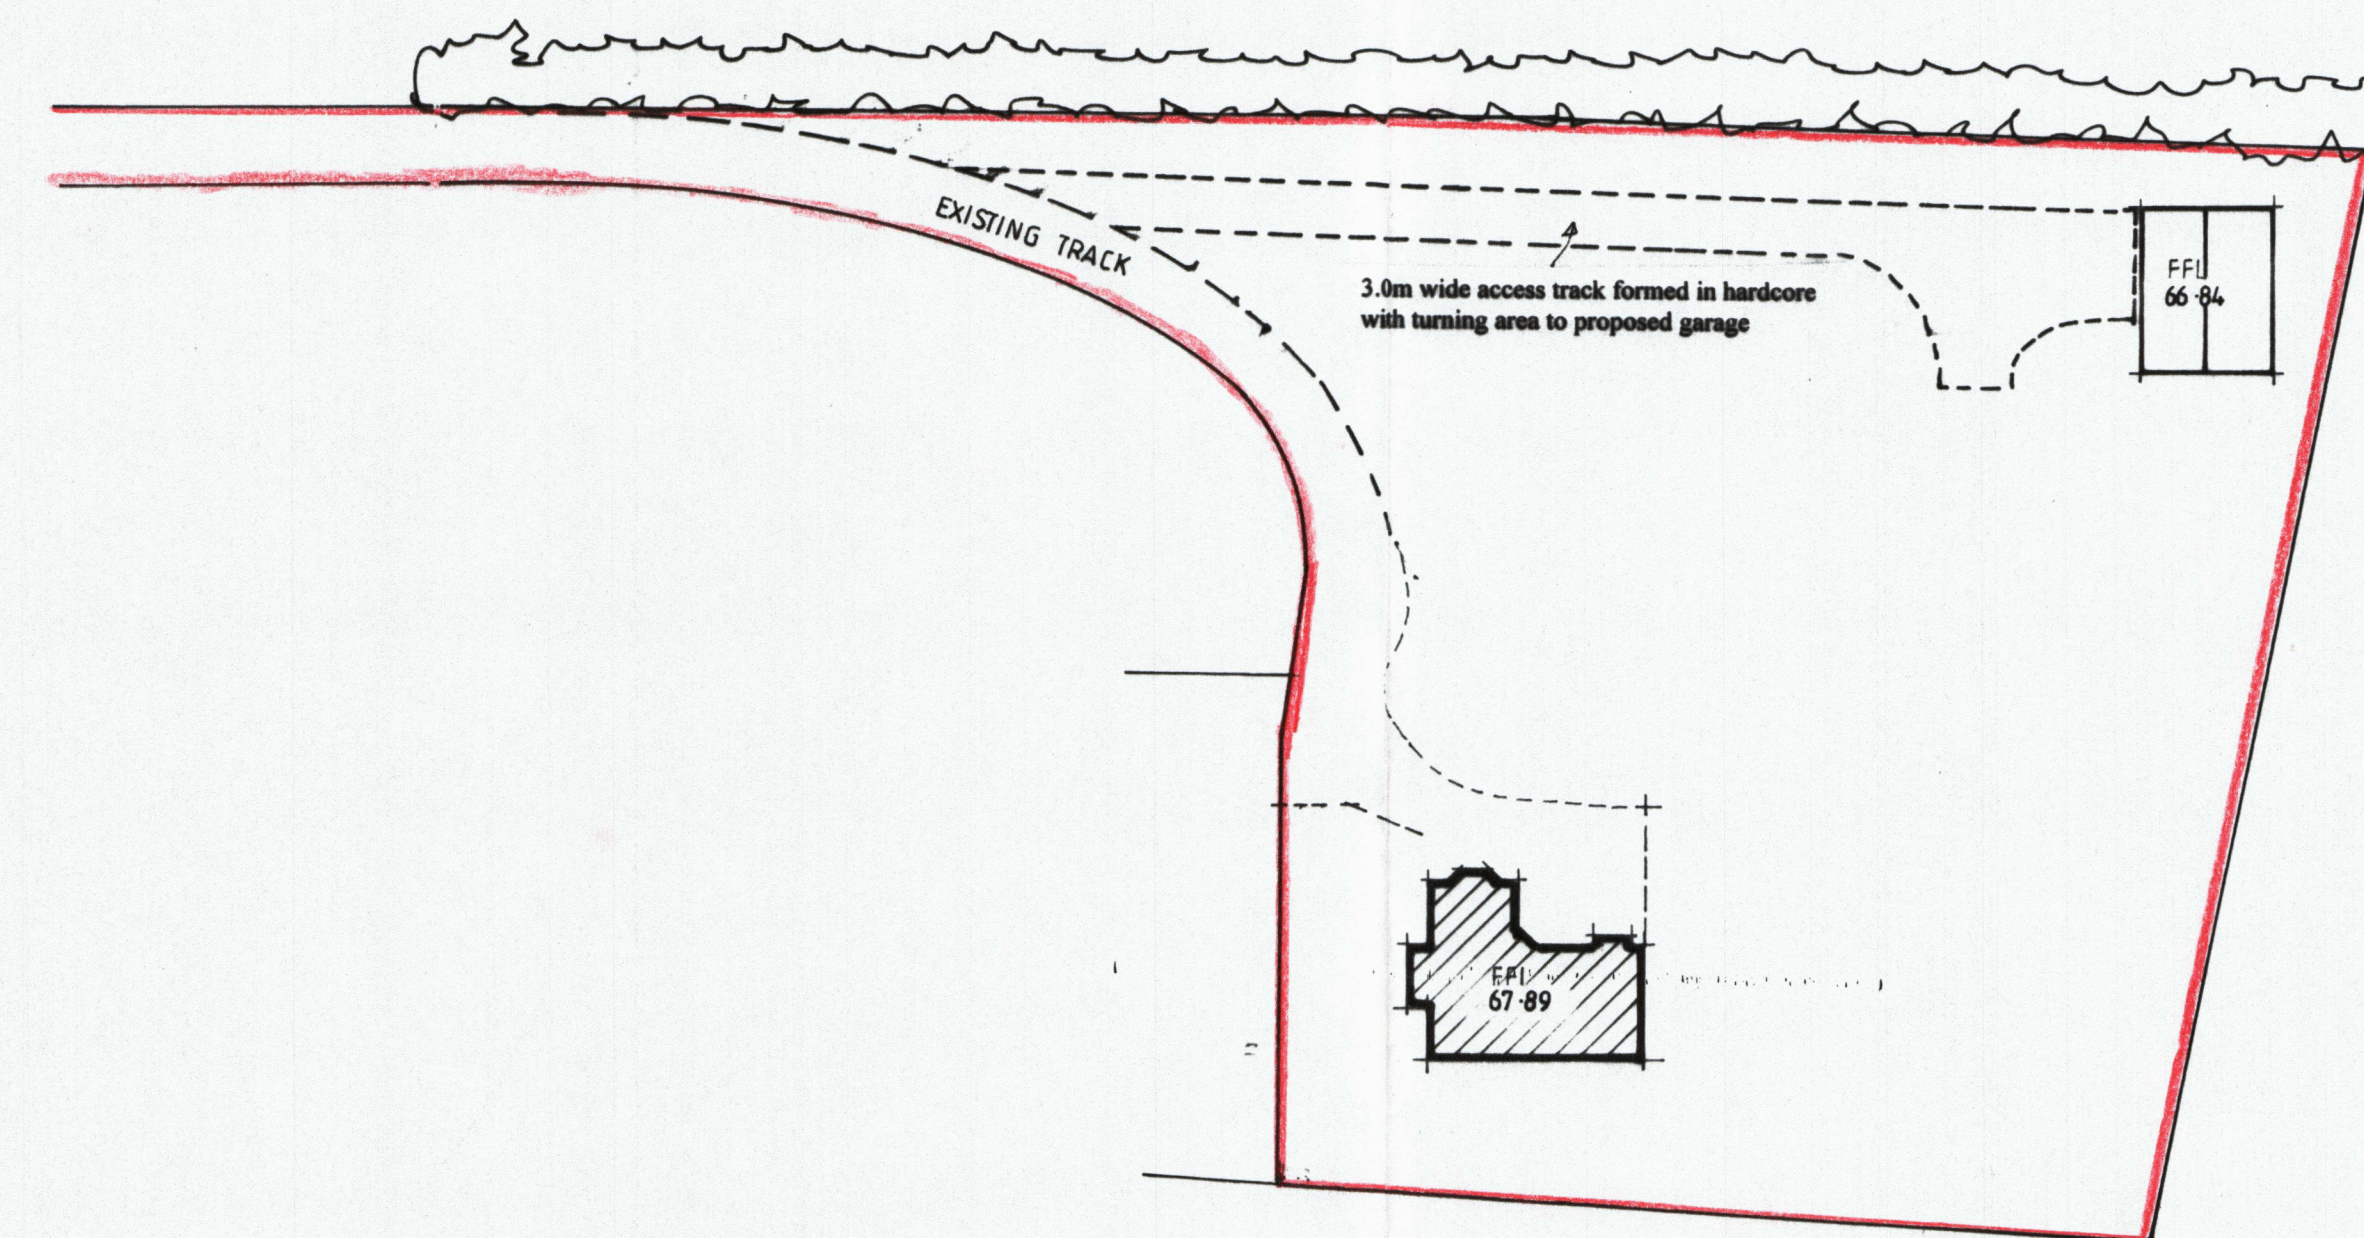 EXISTING TRACK
3.0m wide access track formed in hardcore
with turning area to proposed garage
FFL
66.84
FFL
67.89